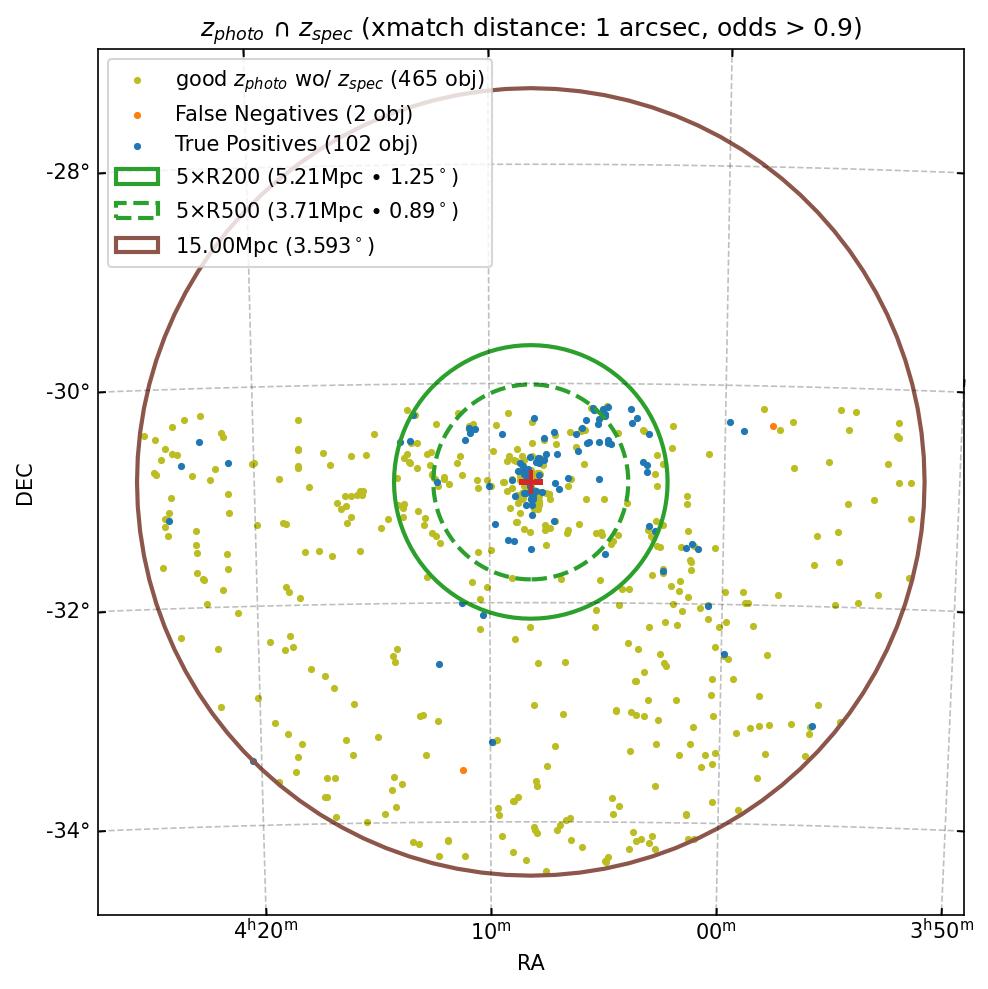 z_photo ∩ z_spec (xmatch distance: 1 arcsec, odds > 0.9)
good z_photo wo/ z_spec (465 obj)
False Negatives (2 obj)
True Positives (102 obj)
5×R200 (5.21Mpc • 1.25°)
5×R500 (3.71Mpc • 0.89°)
15.00Mpc (3.593°)
-28°
-30°
DEC
-32°
-34°
4ʰ20ᵐ 10ᵐ 00ᵐ 3ʰ50ᵐ
RA